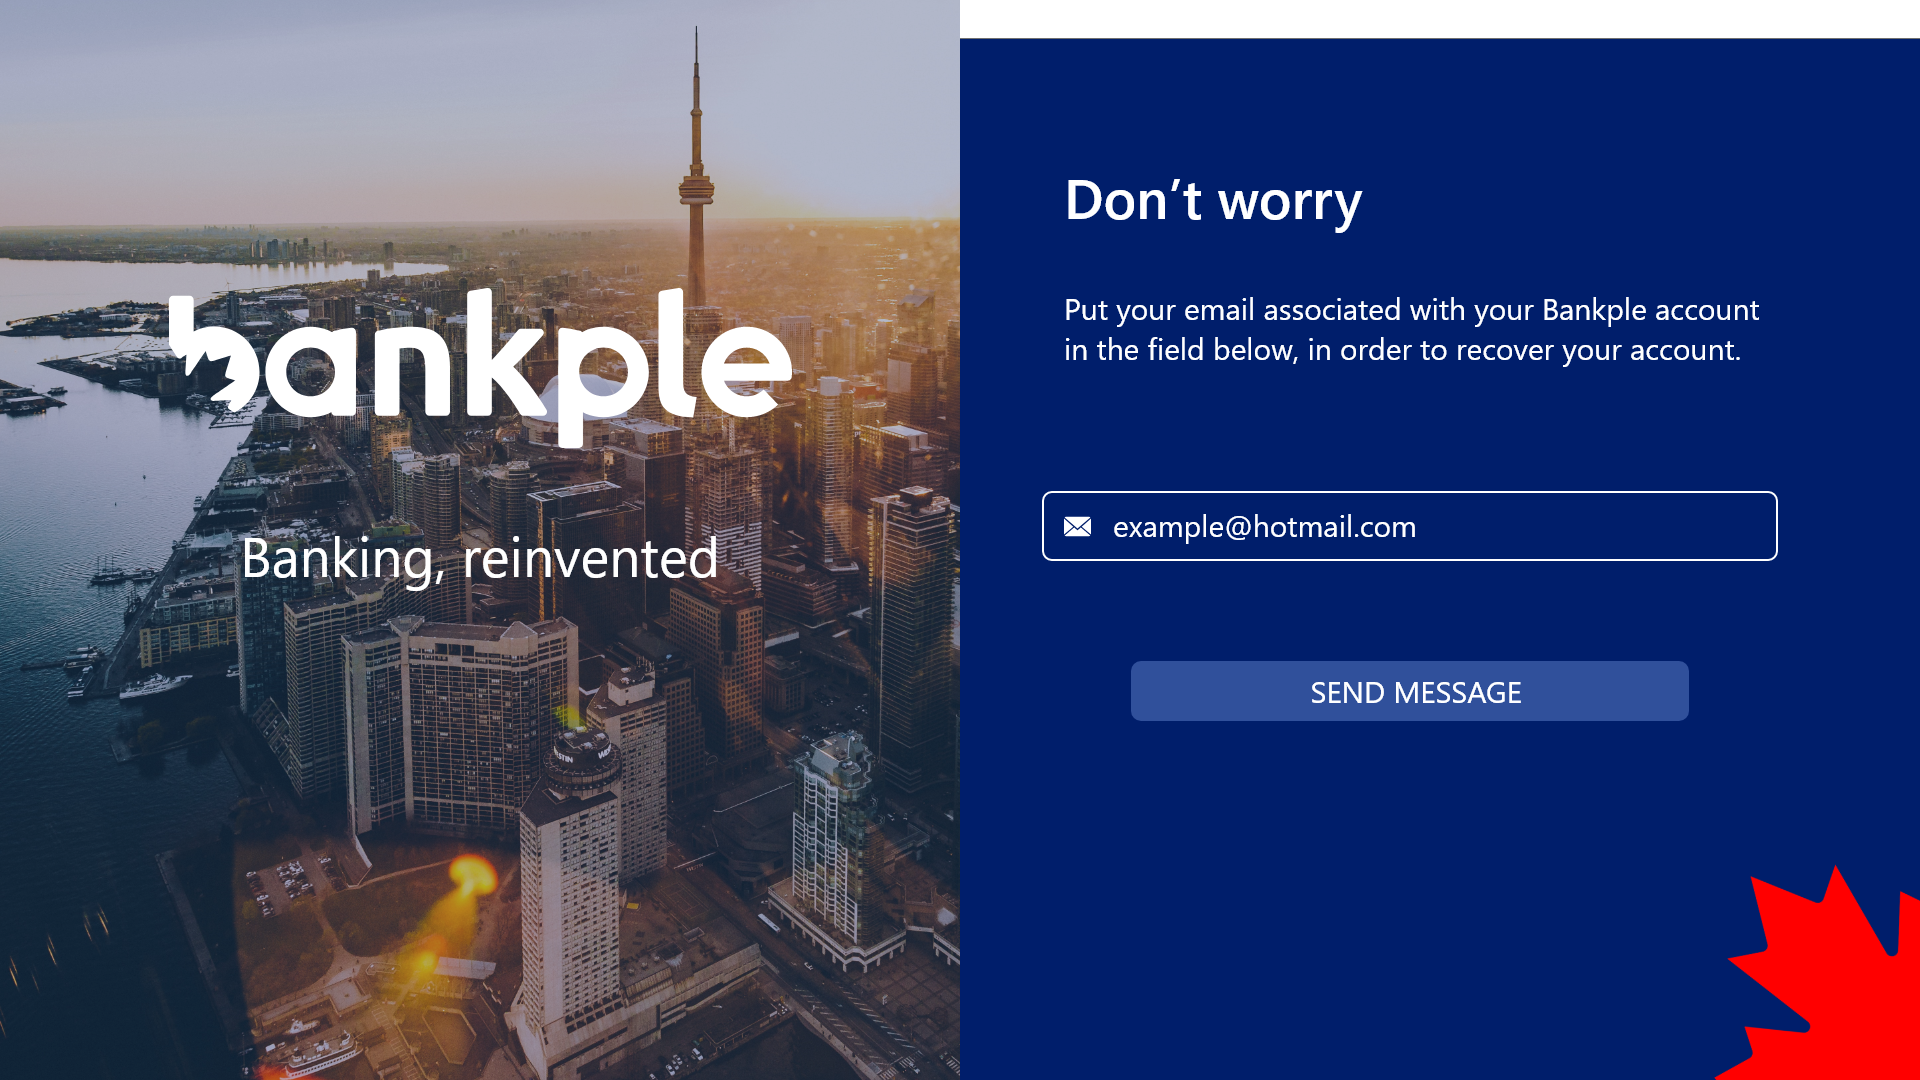 bankple
Banking, reinvented
Don’t worry
Put your email associated with your Bankple account
in the field below, in order to recover your account.
example@hotmail.com
SEND MESSAGE